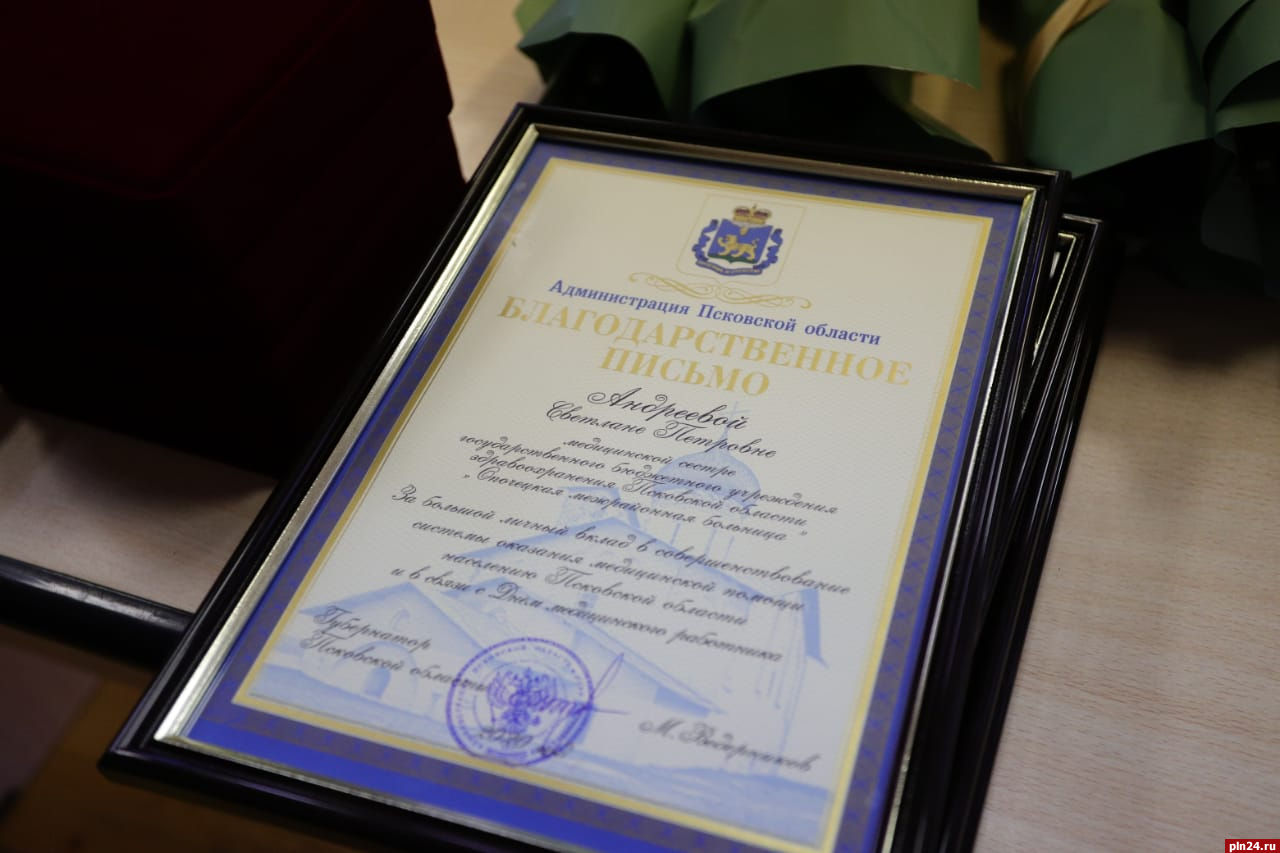 Администрация Псковской области
БЛАГОДАРСТВЕННОЕ
ПИСЬМО
Андреевой
Светлане Петровне
медицинской сестре
государственного бюджетного учреждения
здравоохранения Псковской области
" Опочецкая межрайонная больница "
За большой личный вклад в совершенствование
системы оказания медицинской помощи
населению Псковской области
и в связи с Днём медицинского работника
Губернатор
Псковской области
М. Ведерников
2020
pln24.ru